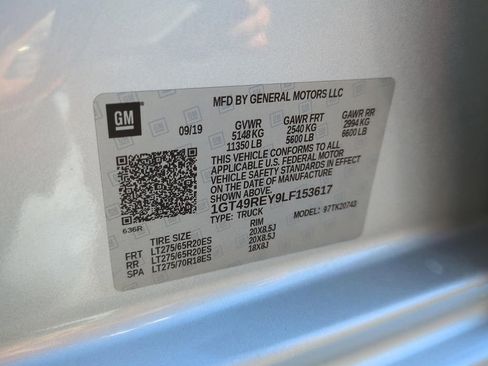 GM
MFD BY GENERAL MOTORS LLC
09/19 GVWR GAWR FRT GAWR RR
5148 KG 2540 KG 2994 KG
11350 LB 5600 LB 6600 LB
THIS VEHICLE CONFORMS TO ALL
APPLICABLE U.S. FEDERAL MOTOR
VEHICLE SAFETY STANDARDS IN
EFFECT ON THE DATE OF MANUFACTURE
SHOWN ABOVE.
1GT49REY9LF153617
TYPE: TRUCK MODEL: 97TK20743
636R
TIRE SIZE RIM
FRT LT275/65R20ES 20X8.5J
RR LT275/65R20ES 20X8.5J
SPA LT275/70R18ES 18X8J